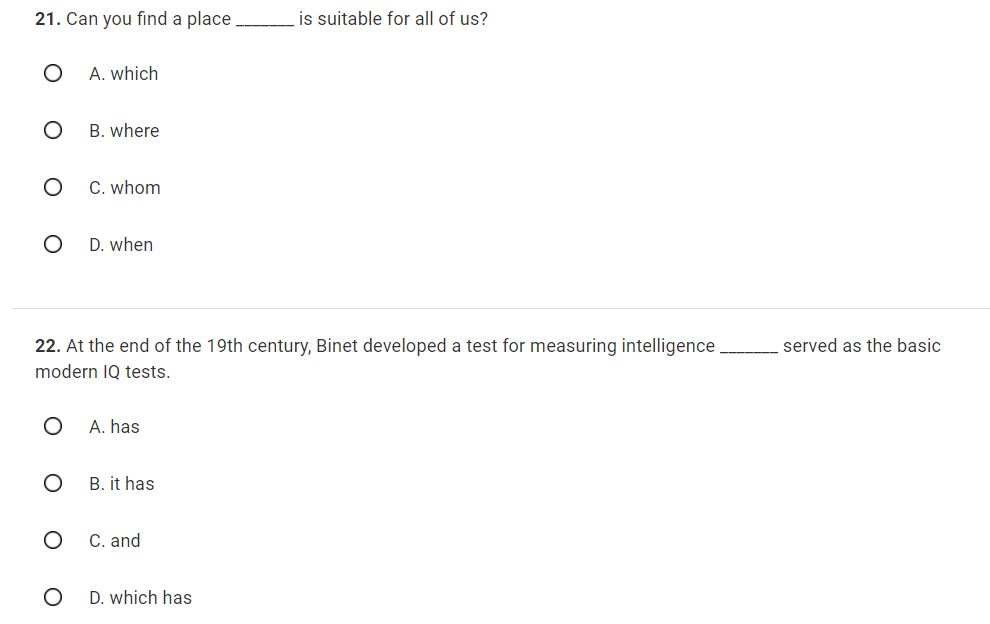 21. Can you find a place _______ is suitable for all of us?
A. which
B. where
C. whom
D. when
22. At the end of the 19th century, Binet developed a test for measuring intelligence _______ served as the basic
modern IQ tests.
A. has
B. it has
C. and
D. which has